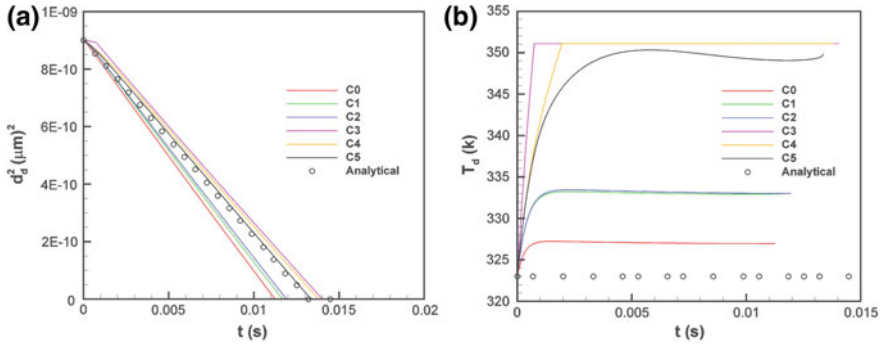 (a)
1E-09
8E-10
6E-10
4E-10
2E-10
0
d_d^2 (μm)^2
0
0.005
0.01
0.015
0.02
t (s)
C0
C1
C2
C3
C4
C5
Analytical
(b)
355
350
345
340
335
330
325
320
T_d (k)
0
0.005
0.01
0.015
t (s)
C0
C1
C2
C3
C4
C5
Analytical